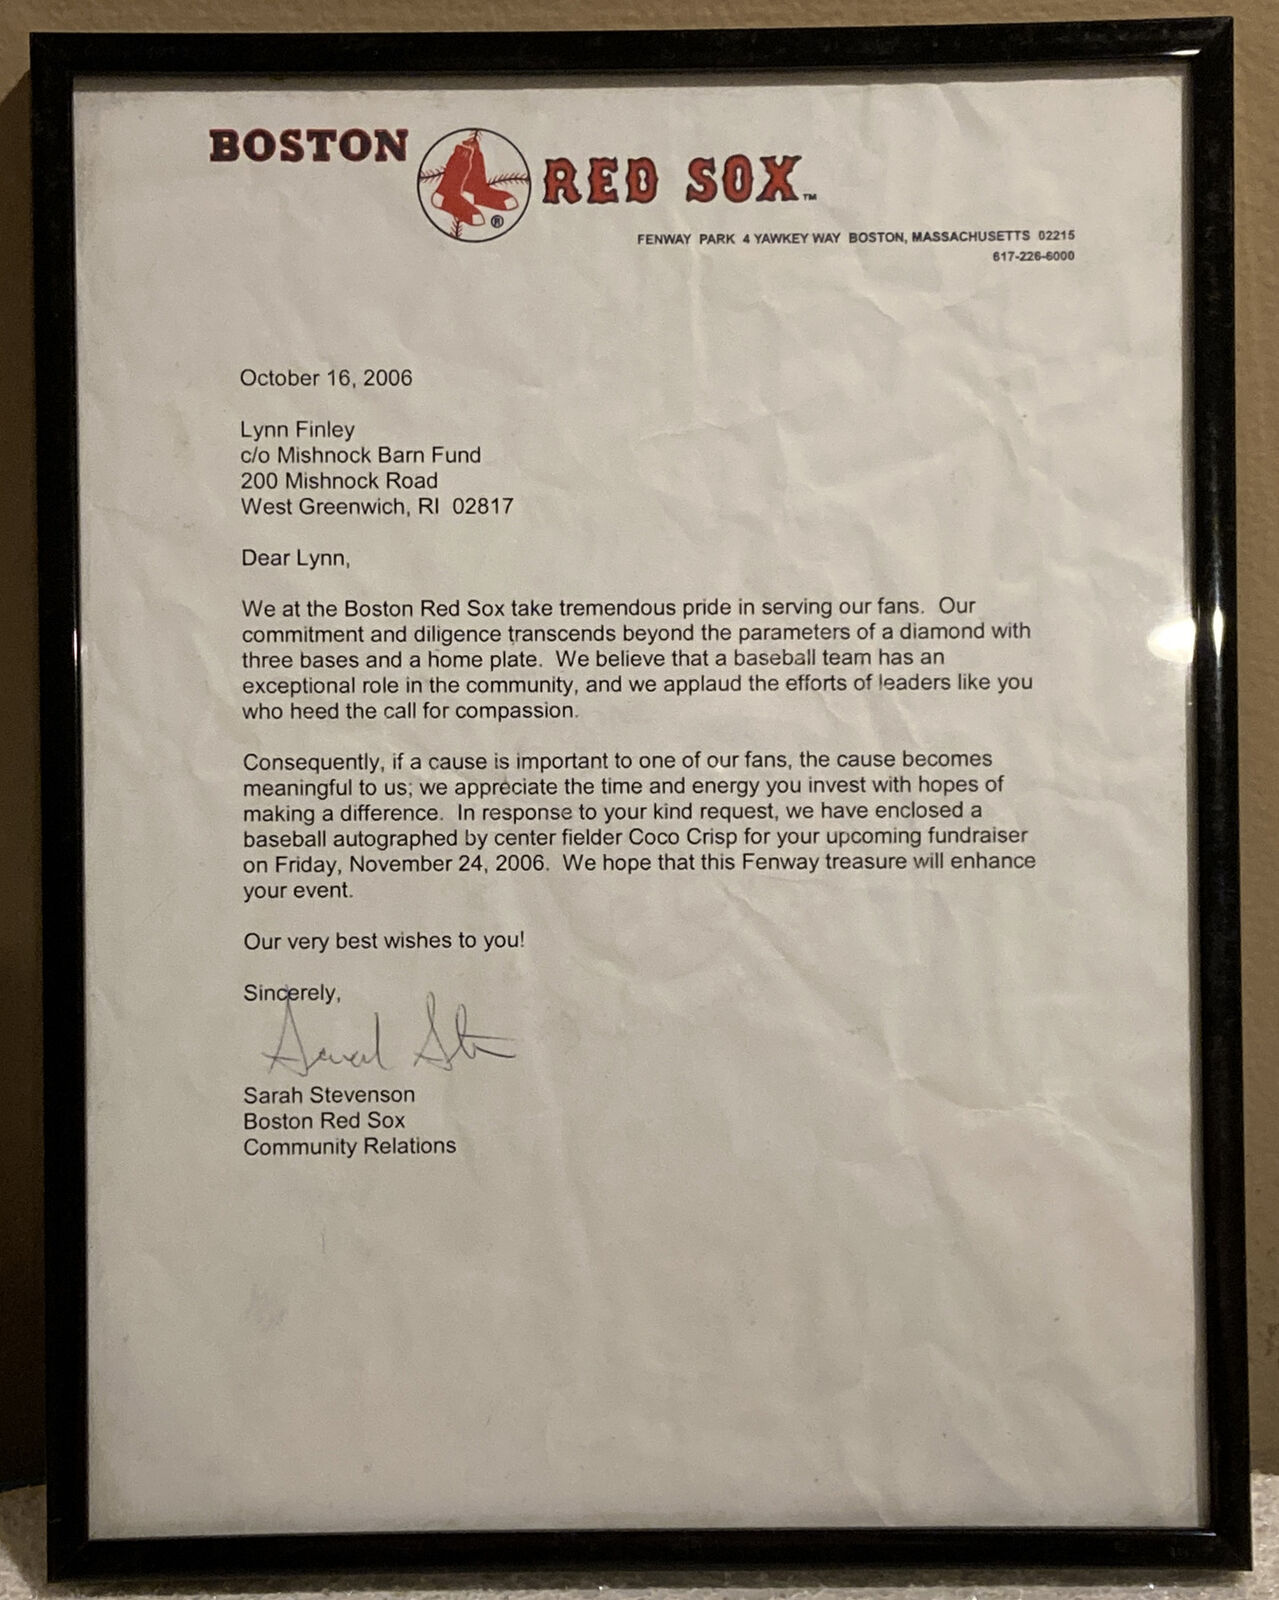 BOSTON RED SOX™
®
FENWAY PARK 4 YAWKEY WAY BOSTON, MASSACHUSETTS 02215
617-226-6000
October 16, 2006
Lynn Finley
c/o Mishnock Barn Fund
200 Mishnock Road
West Greenwich, RI 02817
Dear Lynn,
We at the Boston Red Sox take tremendous pride in serving our fans. Our
commitment and diligence transcends beyond the parameters of a diamond with
three bases and a home plate. We believe that a baseball team has an
exceptional role in the community, and we applaud the efforts of leaders like you
who heed the call for compassion.
Consequently, if a cause is important to one of our fans, the cause becomes
meaningful to us; we appreciate the time and energy you invest with hopes of
making a difference. In response to your kind request, we have enclosed a
baseball autographed by center fielder Coco Crisp for your upcoming fundraiser
on Friday, November 24, 2006. We hope that this Fenway treasure will enhance
your event.
Our very best wishes to you!
Sincerely,
Sarah Stevenson
Boston Red Sox
Community Relations